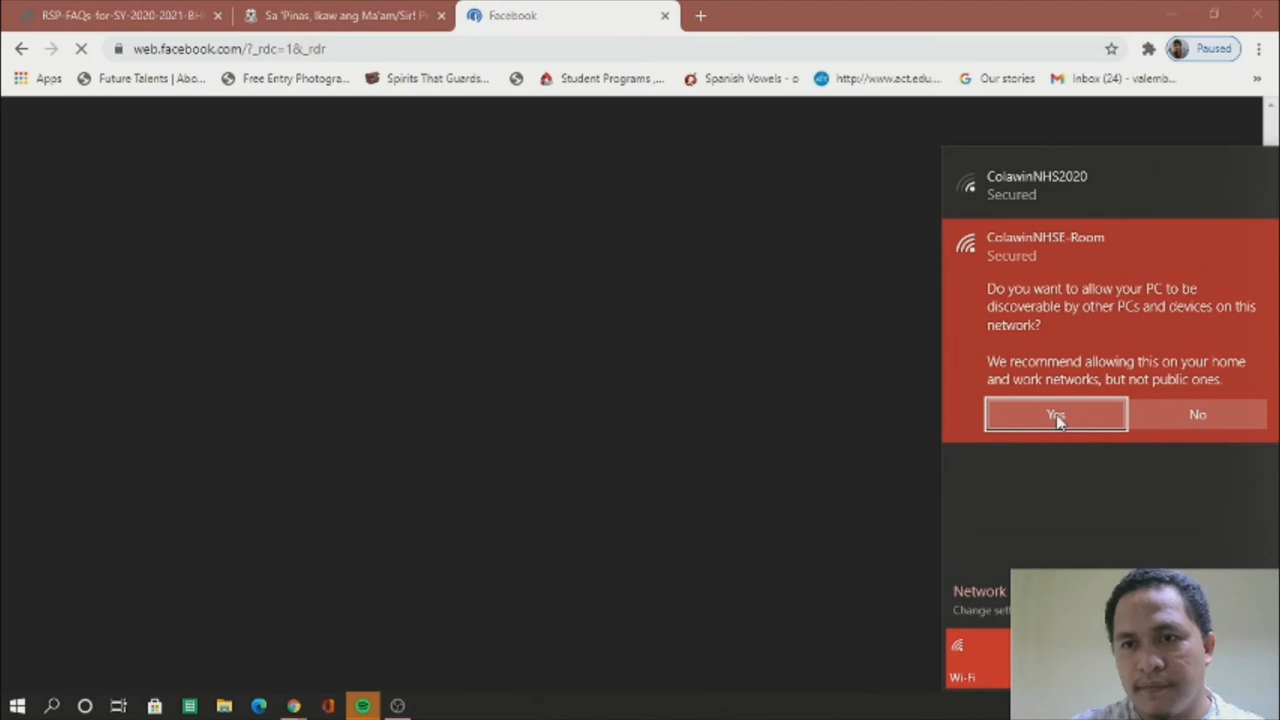 RSP-FAQs-for-SY-2020-2021-BHI
Sa 'Pinas, Ikaw ang Ma'am/Sir! P
Facebook
web.facebook.com/?_rdc=1&_rdr
Paused
Apps
Future Talents | Abo...
Free Entry Photogra...
Spirits That Guards...
Student Programs ,...
Spanish Vowels - o
http://www.act.edu....
Our stories
Inbox (24) - valemb...
»
ColawinNHS2020
Secured
ColawinNHSE-Room
Secured
Do you want to allow your PC to be
discoverable by other PCs and devices on this
network?
We recommend allowing this on your home
and work networks, but not public ones.
Yes
No
Network
Change set
Wi-Fi